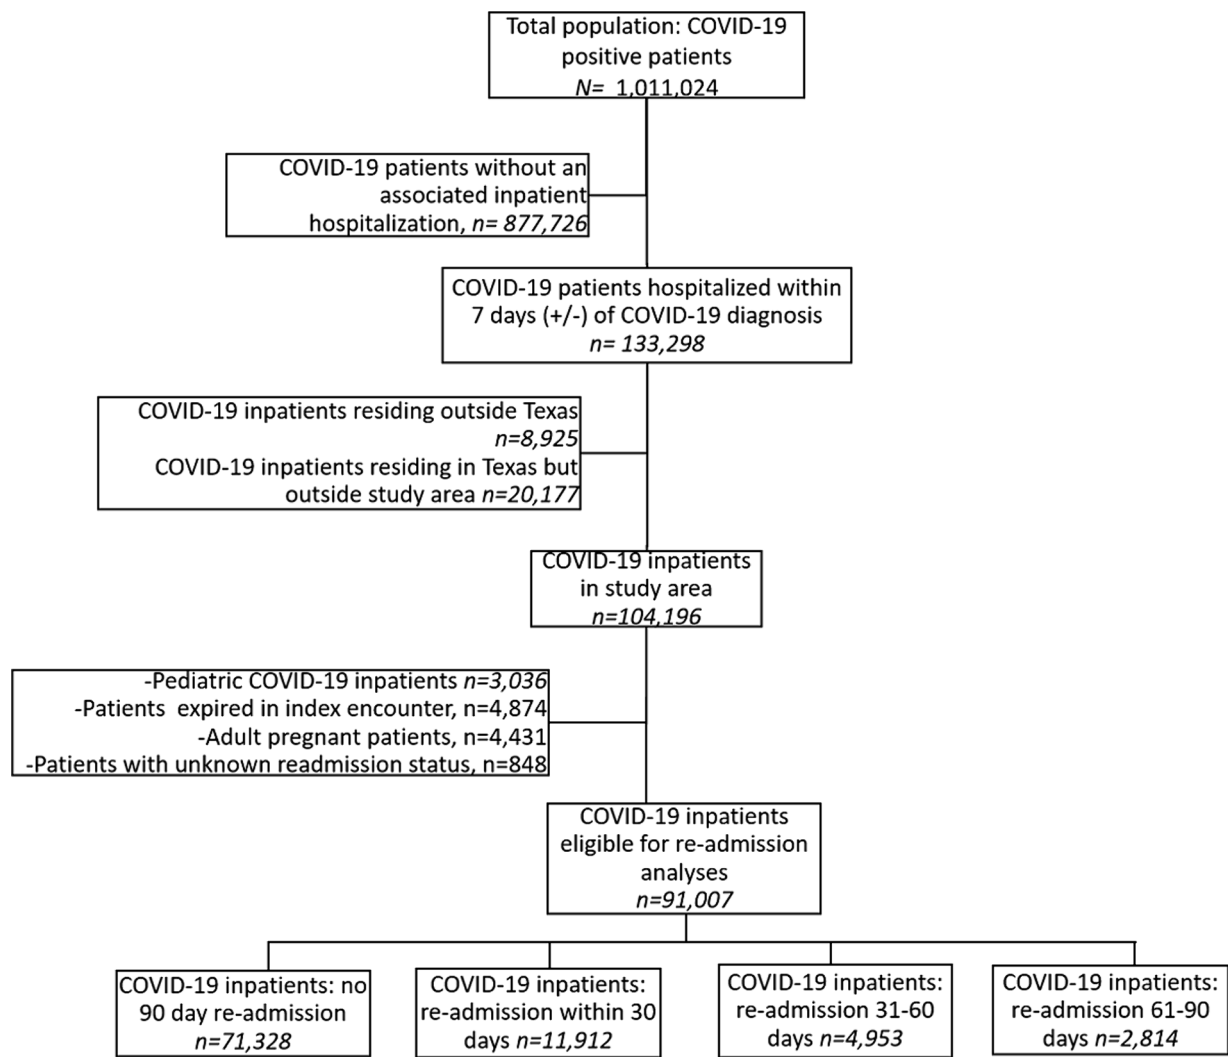 Total population: COVID-19
positive patients
N= 1,011,024
COVID-19 patients without an
associated inpatient
hospitalization, n= 877,726
COVID-19 patients hospitalized within
7 days (+/-) of COVID-19 diagnosis
n= 133,298
COVID-19 inpatients residing outside Texas
n=8,925
COVID-19 inpatients residing in Texas but
outside study area n=20,177
COVID-19 inpatients
in study area
n=104,196
-Pediatric COVID-19 inpatients n=3,036
-Patients expired in index encounter, n=4,874
-Adult pregnant patients, n=4,431
-Patients with unknown readmission status, n=848
COVID-19 inpatients
eligible for re-admission
analyses
n=91,007
COVID-19 inpatients: no
90 day re-admission
n=71,328
COVID-19 inpatients:
re-admission within 30
days n=11,912
COVID-19 inpatients:
re-admission 31-60
days n=4,953
COVID-19 inpatients:
re-admission 61-90
days n=2,814